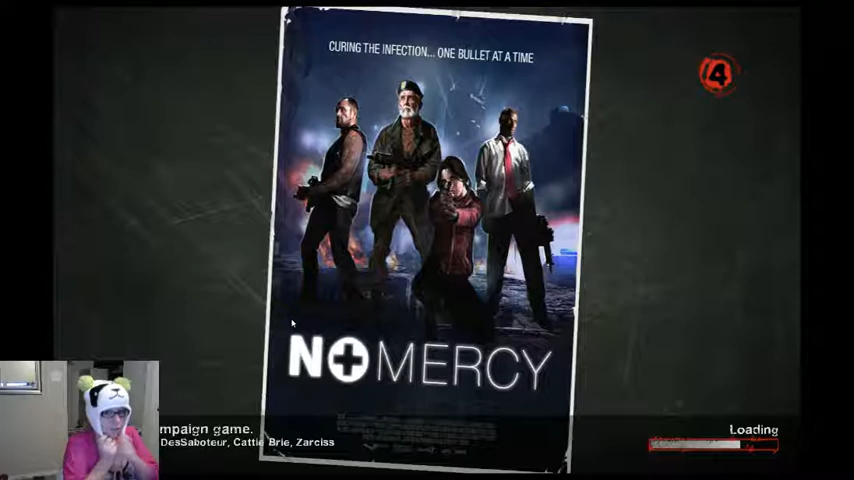 CURING THE INFECTION... ONE BULLET AT A TIME
4
NO MERCY
mpaign game.
DesSaboteur, Cattie Brie, Zarciss
Loading